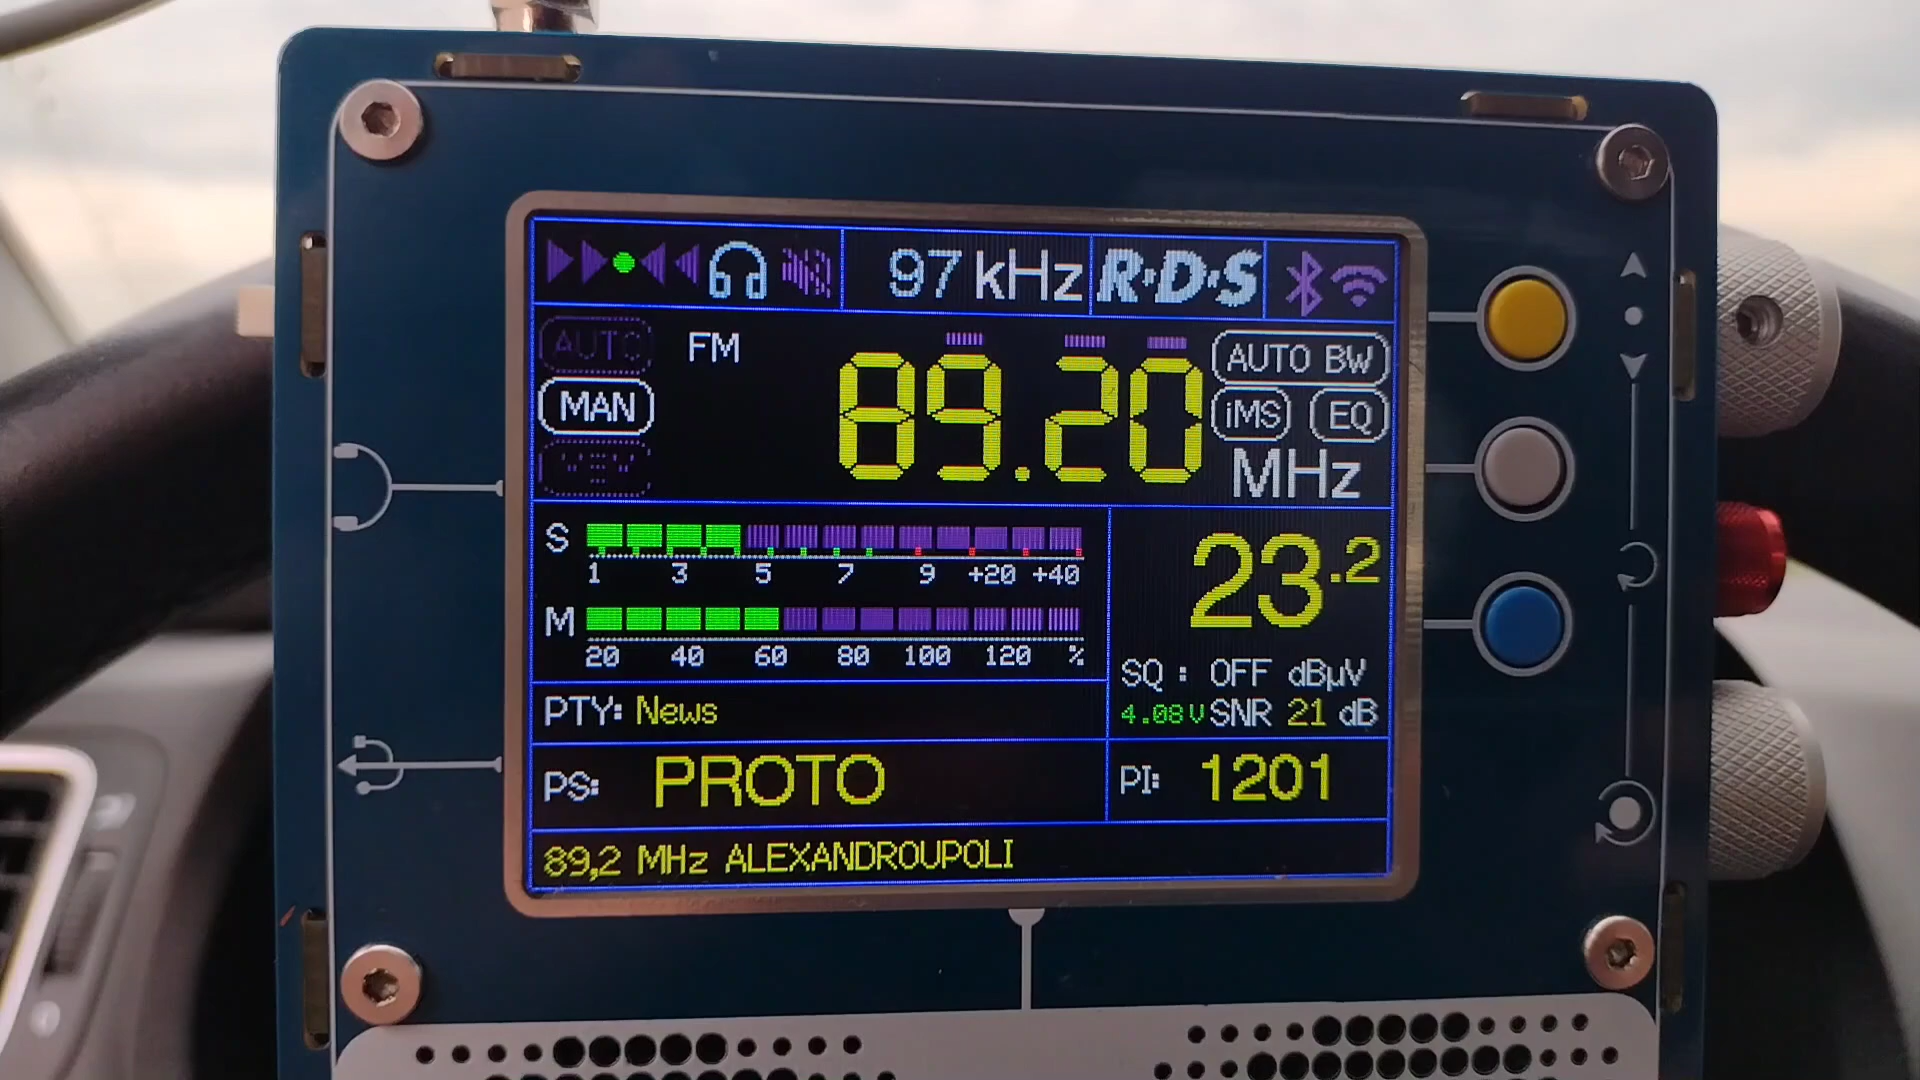 97 kHz R·D·S
AUTO FM 89.20 AUTO BW
MAN iMS EQ
MHz
S
1 3 5 7 9 +20 +40
23.2
M
20 40 60 80 100 120 %
SQ : OFF dBµV
PTY: News
4.08V SNR 21 dB
PS: PROTO
PI: 1201
89,2 MHz ALEXANDROUPOLI